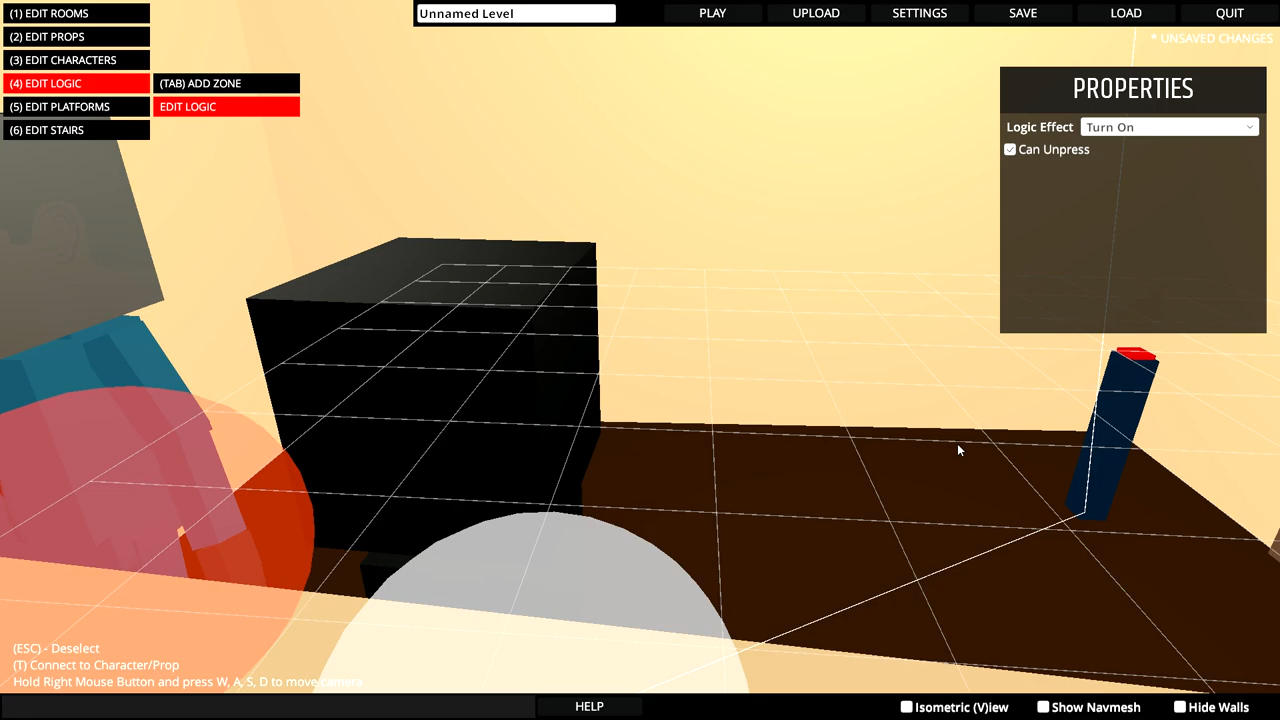 (1) EDIT ROOMS
(2) EDIT PROPS
(3) EDIT CHARACTERS
(4) EDIT LOGIC
(5) EDIT PLATFORMS
(6) EDIT STAIRS
(TAB) ADD ZONE
EDIT LOGIC
Unnamed Level
PLAY
UPLOAD
SETTINGS
SAVE
LOAD
QUIT
* UNSAVED CHANGES
PROPERTIES
Logic Effect
Turn On
Can Unpress
(ESC) - Deselect
(T) Connect to Character/Prop
Hold Right Mouse Button and press W, A, S, D to move camera
HELP
Isometric (V)iew
Show Navmesh
Hide Walls